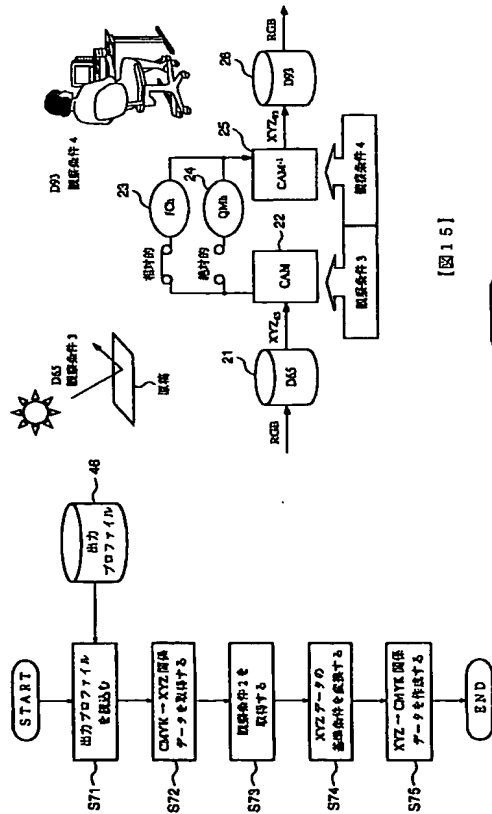 START
出力プロファイル
を読込む
S71
出力
プロファイル
46
CMYK→XYZ関係
データを取得する
S72
観察条件2を
取得する
S73
XYZデータの
基準条件を変換する
S74
XYZ→CMYK関係
データを作成する
S75
END
D65
観察条件3
原稿
D93
観察条件4
RGB
21
D65
XYZ65
22
CAM
相対的
絶対的
23
JCh
24
QMh
25
CAM-1
XYZ93
26
D93
RGB
観察条件3
観察条件4
【図15】